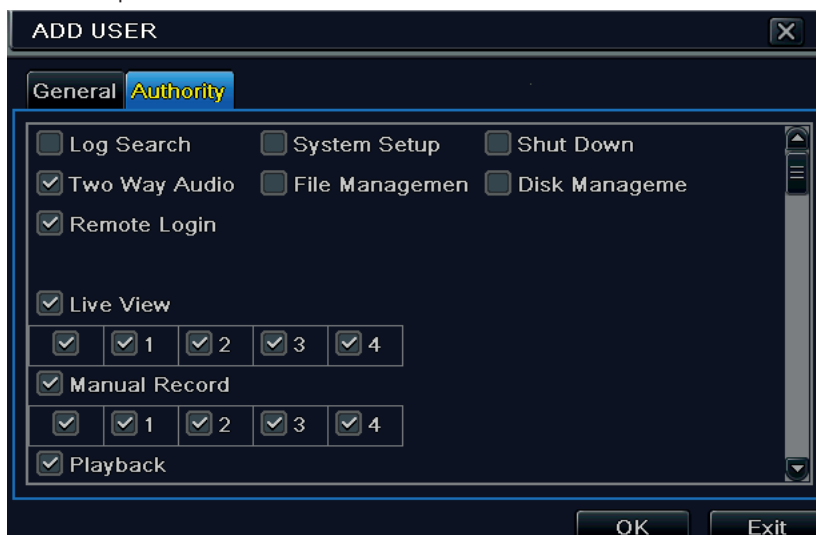 ADD USER
General Authority
Log Search System Setup Shut Down
Two Way Audio File Managemen Disk Manageme
Remote Login
Live View
1 2 3 4
Manual Record
1 2 3 4
Playback
OK Exit